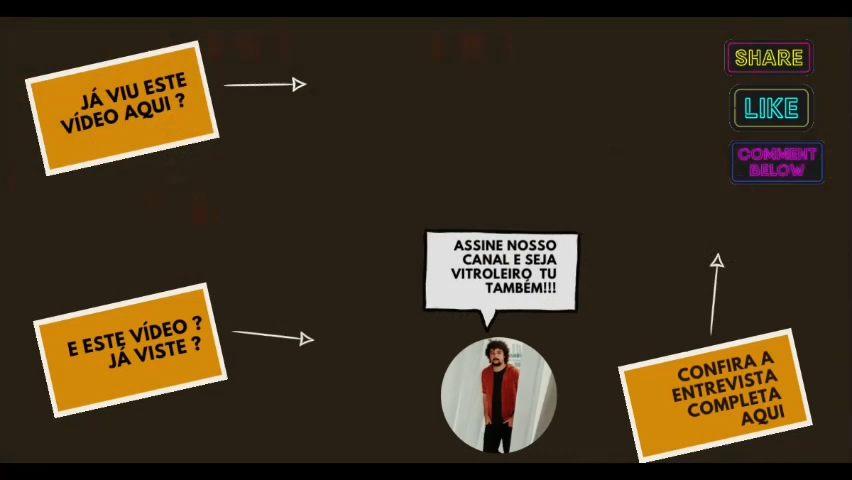 JÁ VIU ESTE
VÍDEO AQUI ?
SHARE
LIKE
COMMENT
BELOW
ASSINE NOSSO
CANAL E SEJA
VITROLEIRO TU
TAMBÉM!!!
E ESTE VÍDEO ?
JÁ VISTE ?
CONFIRA A
ENTREVISTA
COMPLETA
AQUI